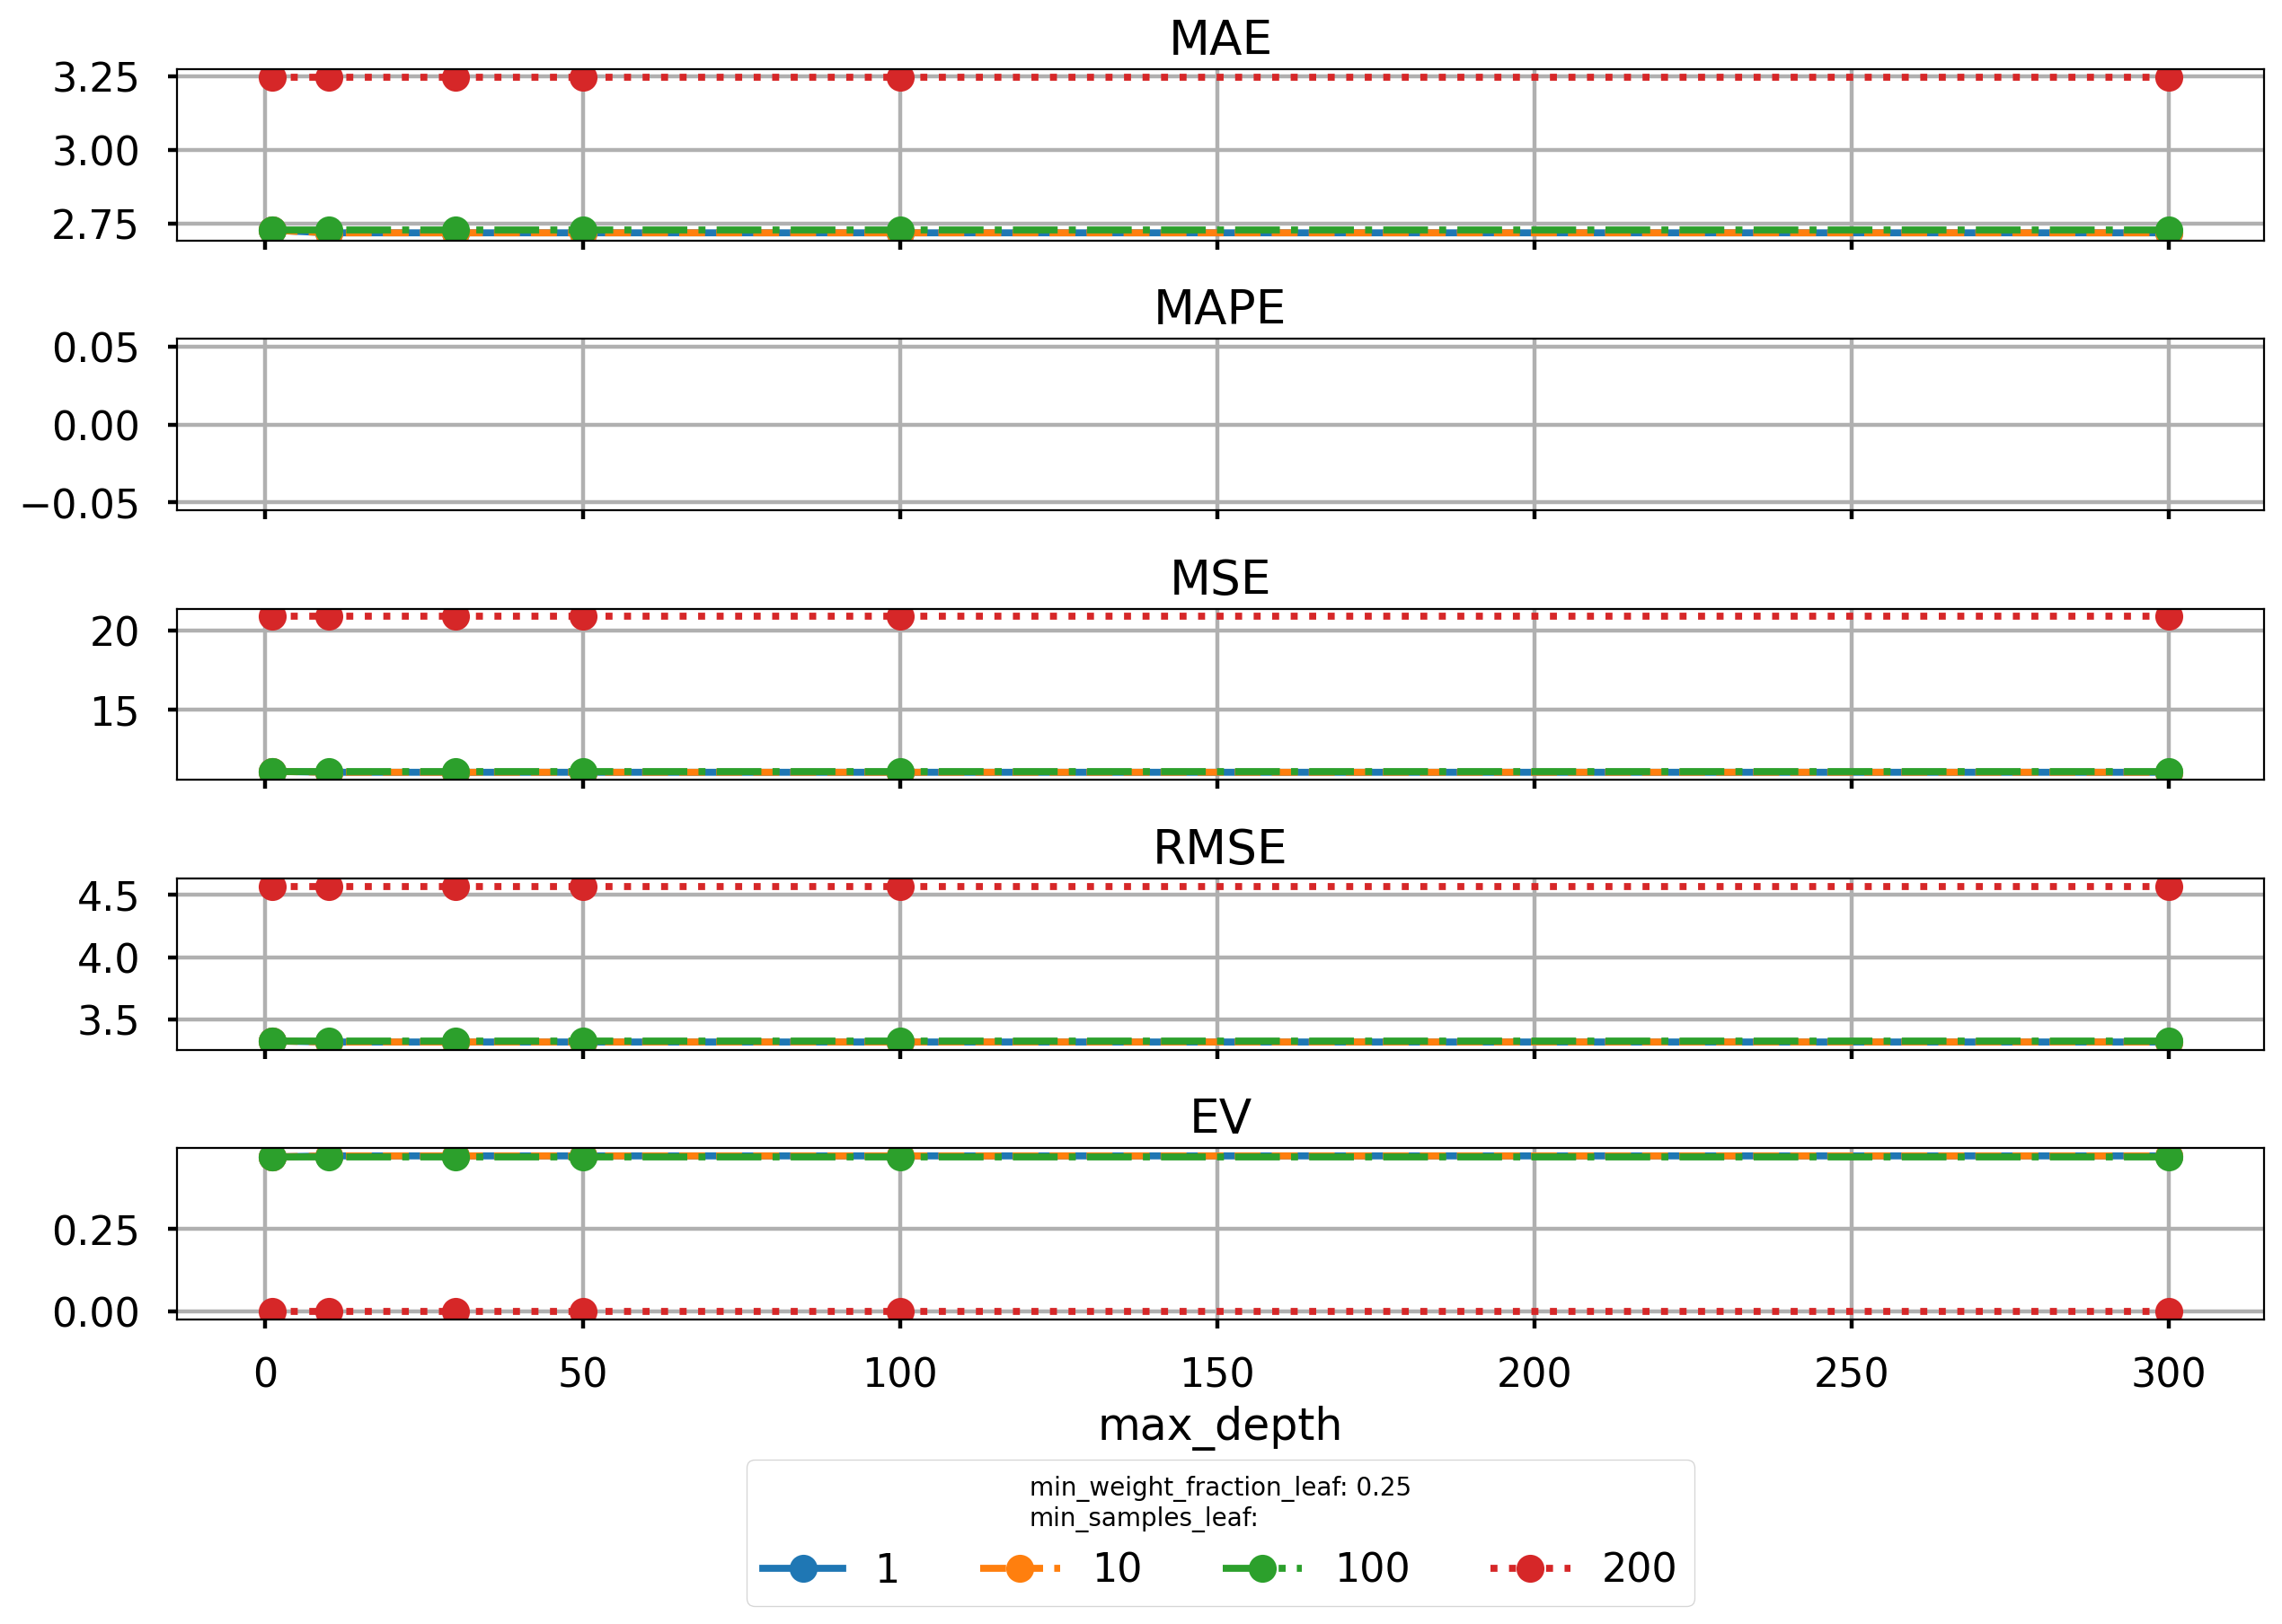 MAE
3.25
3.00
2.75
MAPE
0.05
0.00
−0.05
MSE
20
15
RMSE
4.5
4.0
3.5
EV
0.25
0.00
0 50 100 150 200 250 300
max_depth
min_weight_fraction_leaf: 0.25
min_samples_leaf:
1 10 100 200